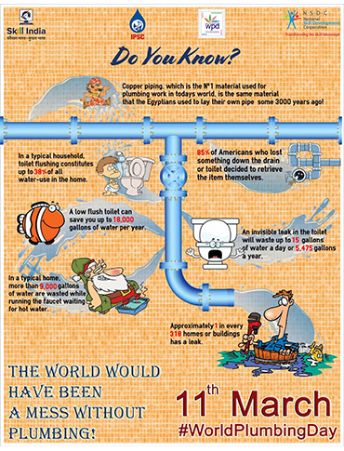 Skill India
कौशल भारत - कुशल भारत
IPSC
wpd
N·S·D·C
National
Skill Development
Corporation
Transforming the skill landscape
Do You Know?
Copper piping, which is the Nº1 material used for
plumbing work in todays world, is the same material
that the Egyptians used to lay their own pipe some 3000 years ago!
In a typical household,
toilet flushing constitutes
up to 38% of all
water-use in the home.
85% of Americans who lost
something down the drain
or toilet decided to retrieve
the item themselves.
A low flush toilet can
save you up to 18,000
gallons of water per year.
An invisible leak in the toilet
will waste up to 15 gallons
of water a day or 5,475 gallons
a year.
In a typical home,
more than 9,000 gallons
of water are wasted while
running the faucet waiting
for hot water.
Approximately 1 in every
318 homes or buildings
has a leak.
THE WORLD WOULD
HAVE BEEN
A MESS WITHOUT
PLUMBING!
11th March
#WorldPlumbingDay